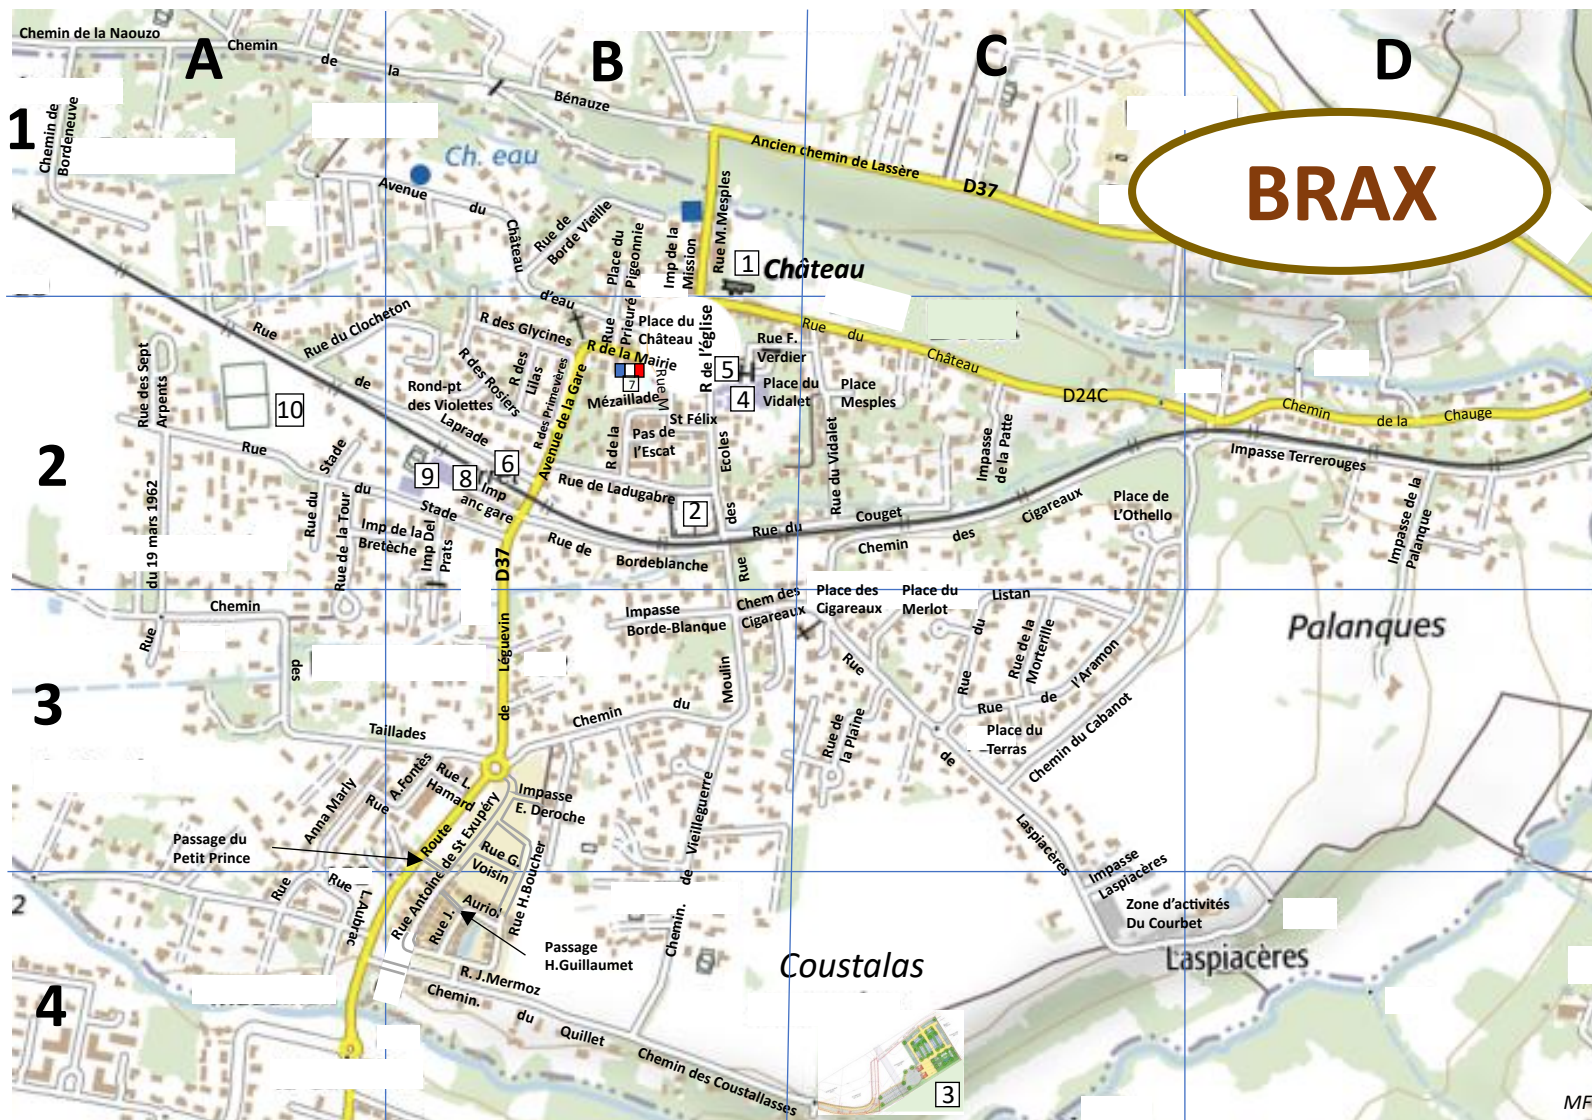 Chemin de la Naouzo
Chemin
de
la
Bénauze
A
B
C
D
1
2
3
4
BRAX
Chemin de
Bordeneuve
Ch. eau
Avenue
du
Château
d'eau
Rue de
Borde Vieille
Place du
Pigeonnie
Imp de la
Mission
Rue M.Mesples
Ancien chemin de Lassère
D37
1
Château
Rue
du
Château
D24C
Chemin
de la
Chauge
Rue
de
Laprade
Rue du Clocheton
R des Glycines
R des Rosiers
R des
Lilas
R des Primevères
Rond-pt
des Violettes
Rue
Prieuré
Place du
Château
R de la Mairie
7
Mézaillade
R de la
Rue M
St Félix
Pas de
l'Escat
R de l'église
5
4
Rue F.
Verdier
Place du
Vidalet
Place
Mesples
Rue du Vidalet
Impasse
de la Patte
Avenue de la Gare
Rue des Sept
Arpents
10
Rue
du
Stade
Rue du
Stade
9
8
6
Imp
anc gare
Rue de Ladugabre
2
Rue
des
Ecoles
Rue du
Couget
Chemin
des
Cigareaux
Place de
L'Othello
Impasse Terrerouges
Impasse de la
Palanque
Rue
du 19 mars 1962
Rue de la Tour
Imp de la
Bretèche
Imp Del
Prats
D37
Rue de
Bordeblanche
Chemin
des
Taillades
Impasse
Borde-Blanque
Chem des
Cigareaux
Place des
Cigareaux
Place du
Merlot
Rue
du
Listan
Rue de la
Morterille
Rue
de
l'Aramon
Place du
Terras
Chemin du Cabanot
Palanques
Rue
de
Laspiacères
Rue de
la Plaine
Chemin
du
Moulin
Route
de
Léguevin
Rue L.
Hamard
Rue
A.Fontès
Rue
Anna Marly
Passage du
Petit Prince
Impasse
E. Deroche
Rue Antoine de St Exupéry
Rue G.
Voisin
Rue H.Boucher
Rue J.
Auriol
Rue
L.Aubrac
Passage
H.Guillaumet
R. J.Mermoz
Chemin.
du
Quillet
Chemin.
de
Vieilleguerre
Chemin des Coustallasses
Coustalas
3
Impasse
Laspiacères
Zone d'activités
Du Courbet
Laspiacères
2
MF